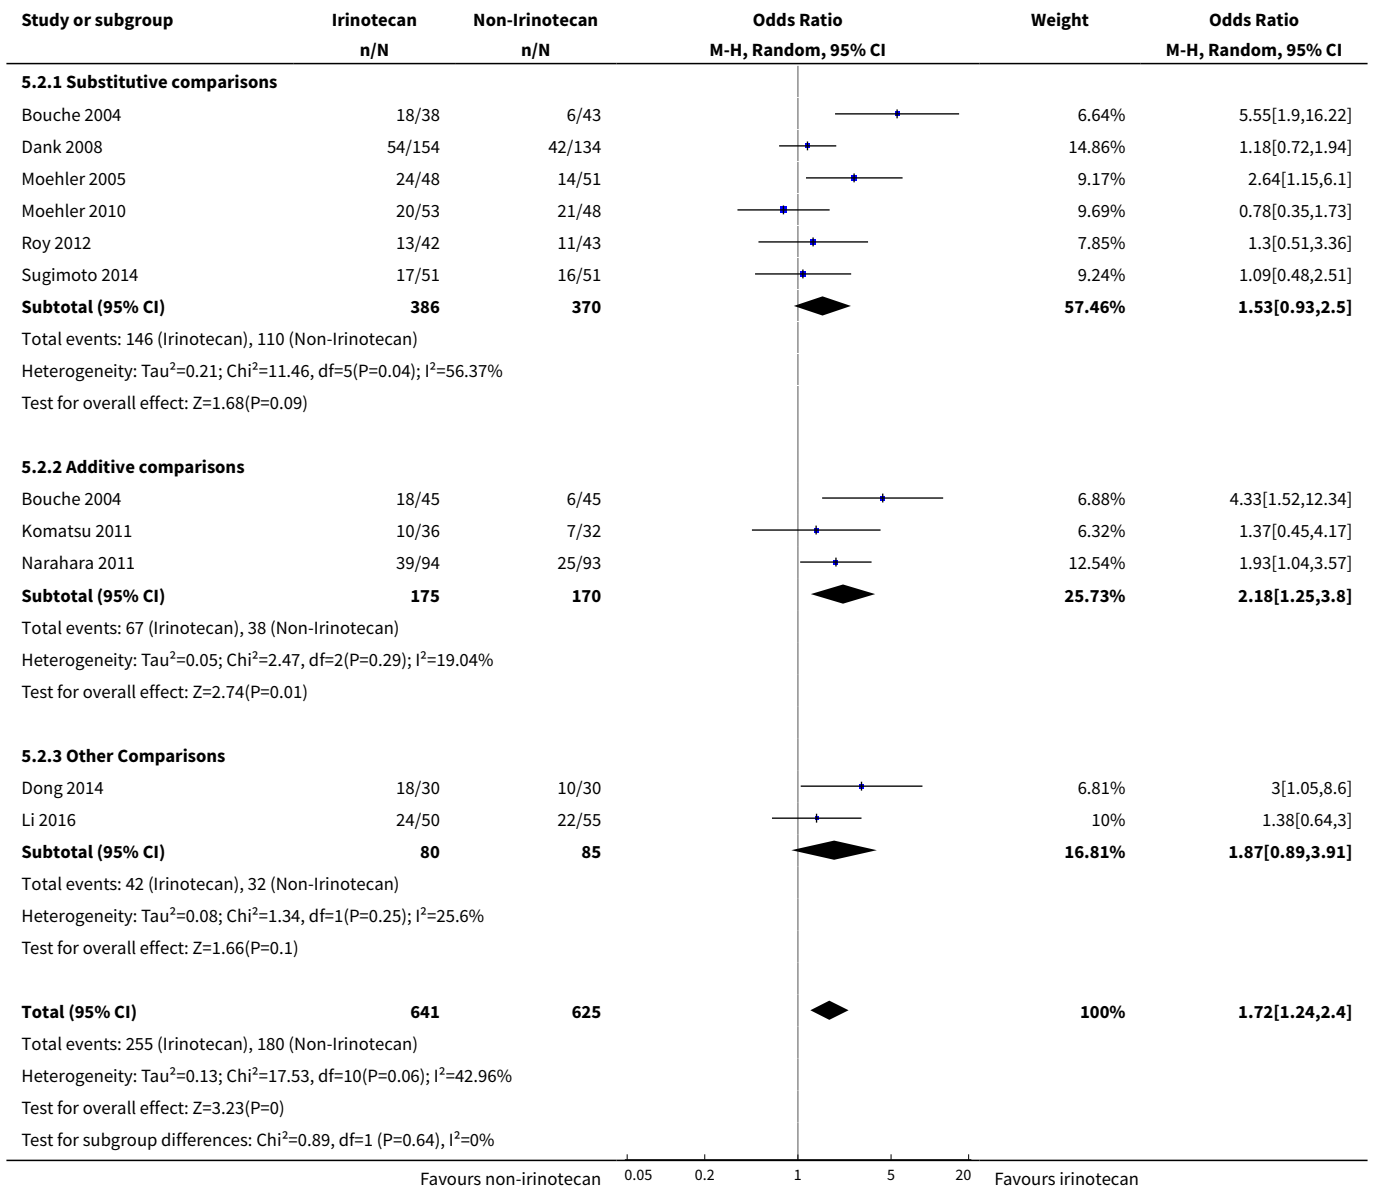 Study or subgroup Irinotecan Non-Irinotecan Odds Ratio Weight Odds Ratio
n/N n/N M-H, Random, 95% CI M-H, Random, 95% CI
5.2.1 Substitutive comparisons
Bouche 2004 18/38 6/43 6.64% 5.55[1.9,16.22]
Dank 2008 54/154 42/134 14.86% 1.18[0.72,1.94]
Moehler 2005 24/48 14/51 9.17% 2.64[1.15,6.1]
Moehler 2010 20/53 21/48 9.69% 0.78[0.35,1.73]
Roy 2012 13/42 11/43 7.85% 1.3[0.51,3.36]
Sugimoto 2014 17/51 16/51 9.24% 1.09[0.48,2.51]
Subtotal (95% CI) 386 370 57.46% 1.53[0.93,2.5]
Total events: 146 (Irinotecan), 110 (Non-Irinotecan)
Heterogeneity: Tau²=0.21; Chi²=11.46, df=5(P=0.04); I²=56.37%
Test for overall effect: Z=1.68(P=0.09)
5.2.2 Additive comparisons
Bouche 2004 18/45 6/45 6.88% 4.33[1.52,12.34]
Komatsu 2011 10/36 7/32 6.32% 1.37[0.45,4.17]
Narahara 2011 39/94 25/93 12.54% 1.93[1.04,3.57]
Subtotal (95% CI) 175 170 25.73% 2.18[1.25,3.8]
Total events: 67 (Irinotecan), 38 (Non-Irinotecan)
Heterogeneity: Tau²=0.05; Chi²=2.47, df=2(P=0.29); I²=19.04%
Test for overall effect: Z=2.74(P=0.01)
5.2.3 Other Comparisons
Dong 2014 18/30 10/30 6.81% 3[1.05,8.6]
Li 2016 24/50 22/55 10% 1.38[0.64,3]
Subtotal (95% CI) 80 85 16.81% 1.87[0.89,3.91]
Total events: 42 (Irinotecan), 32 (Non-Irinotecan)
Heterogeneity: Tau²=0.08; Chi²=1.34, df=1(P=0.25); I²=25.6%
Test for overall effect: Z=1.66(P=0.1)
Total (95% CI) 641 625 100% 1.72[1.24,2.4]
Total events: 255 (Irinotecan), 180 (Non-Irinotecan)
Heterogeneity: Tau²=0.13; Chi²=17.53, df=10(P=0.06); I²=42.96%
Test for overall effect: Z=3.23(P=0)
Test for subgroup differences: Chi²=0.89, df=1 (P=0.64), I²=0%
Favours non-irinotecan 0.05 0.2 1 5 20 Favours irinotecan